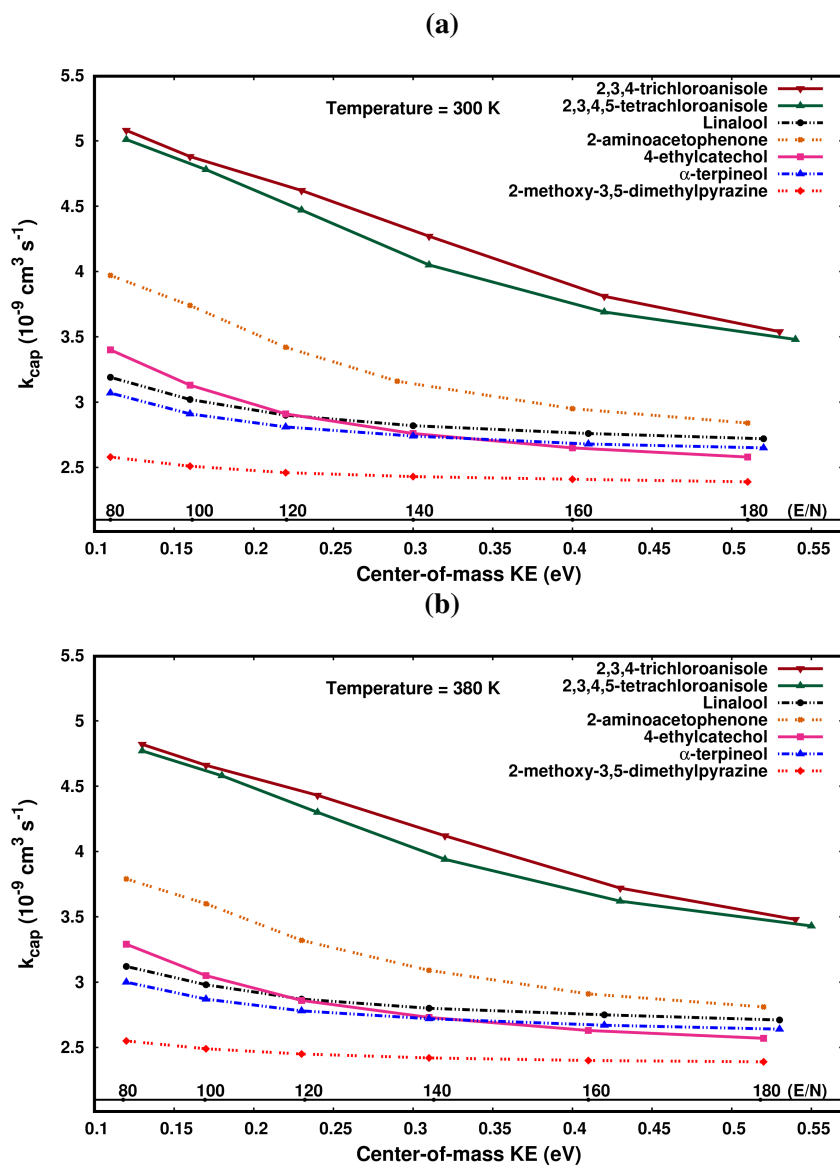 (a)
5.5
5
4.5
4
3.5
3
2.5
k_cap (10^-9 cm^3 s^-1)
Temperature = 300 K
2,3,4-trichloroanisole
2,3,4,5-tetrachloroanisole
Linalool
2-aminoacetophenone
4-ethylcatechol
α-terpineol
2-methoxy-3,5-dimethylpyrazine
80 100 120 140 160 180 (E/N)
0.1 0.15 0.2 0.25 0.3 0.35 0.4 0.45 0.5 0.55
Center-of-mass KE (eV)
(b)
5.5
5
4.5
4
3.5
3
2.5
k_cap (10^-9 cm^3 s^-1)
Temperature = 380 K
2,3,4-trichloroanisole
2,3,4,5-tetrachloroanisole
Linalool
2-aminoacetophenone
4-ethylcatechol
α-terpineol
2-methoxy-3,5-dimethylpyrazine
80 100 120 140 160 180 (E/N)
0.1 0.15 0.2 0.25 0.3 0.35 0.4 0.45 0.5 0.55
Center-of-mass KE (eV)